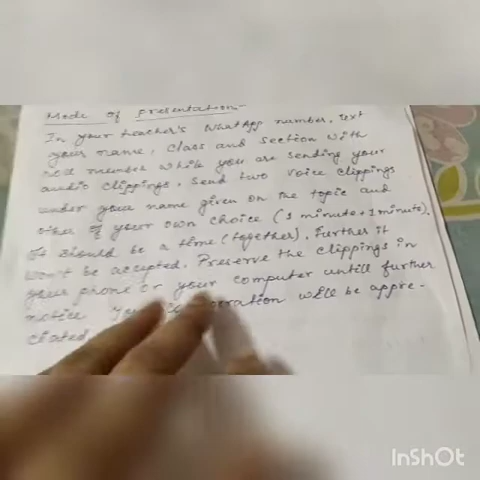 Mode of presentation-
In your teacher's WhatApp number, text
your name, class and section with
roll number while you are sending your
audio clippings, send two voice clippings
under your name given on the topic and
other of your own choice (1 minute + 1 minute).
It should be a time (together), further it
won't be accepted. Preserve the clippings in
your phone or your computer untill further
notice. will be appre-
ciated
InShOt